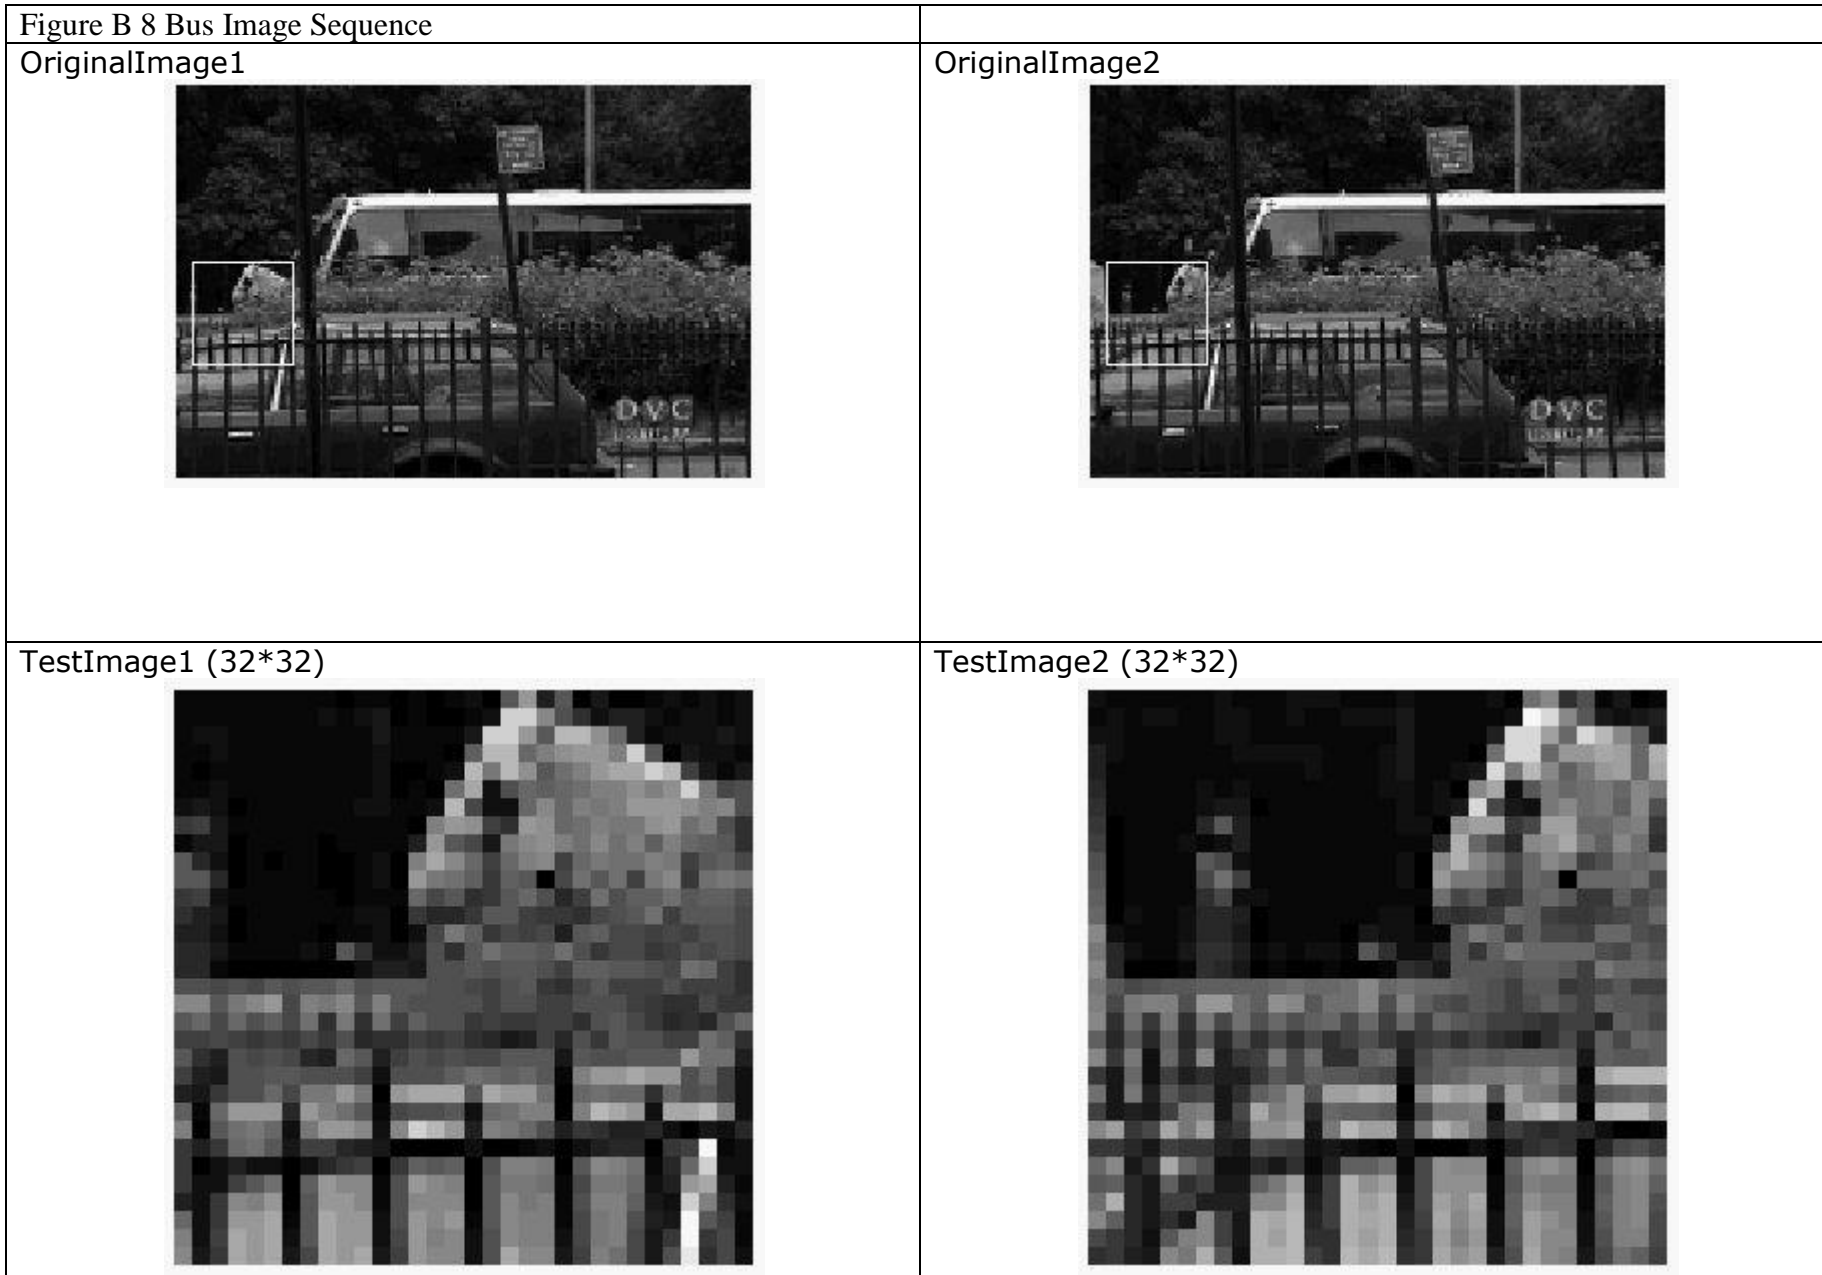 Figure B 8 Bus Image Sequence
OriginalImage1
OriginalImage2
DVC
DVC
TestImage1 (32*32)
TestImage2 (32*32)